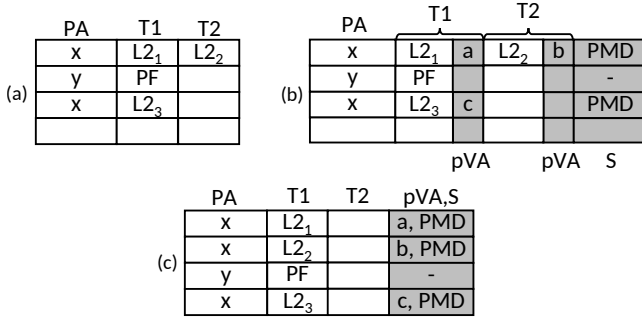 PA T1 T2
x L2₁ L2₂
y PF
x L2₃
(a)
T1 T2
PA
x L2₁ a L2₂ b PMD
y PF -
x L2₃ c PMD
(b)
pVA pVA S
PA T1 T2 pVA,S
x L2₁ a, PMD
x L2₂ b, PMD
y PF -
x L2₃ c, PMD
(c)